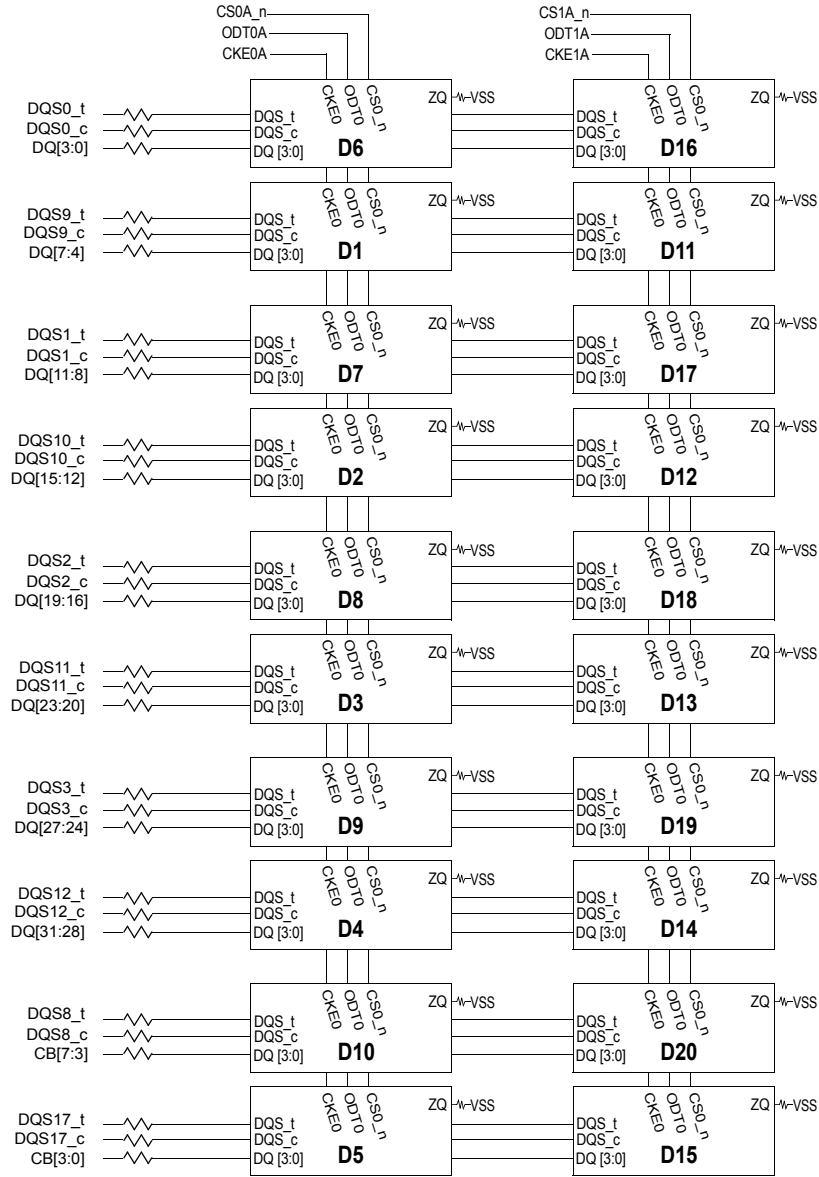 CS0A_n CS1A_n
ODT0A ODT1A
CKE0A CKE1A
CKE0 ODT0 CS0_n ZQ VSS CKE0 ODT0 CS0_n ZQ VSS
DQS0_t DQS_t DQS_t
DQS0_c DQS_c DQS_c
DQ[3:0] DQ [3:0] D6 DQ [3:0] D16
CKE0 ODT0 CS0_n ZQ VSS CKE0 ODT0 CS0_n ZQ VSS
DQS9_t DQS_t DQS_t
DQS9_c DQS_c DQS_c
DQ[7:4] DQ [3:0] D1 DQ [3:0] D11
CKE0 ODT0 CS0_n ZQ VSS CKE0 ODT0 CS0_n ZQ VSS
DQS1_t DQS_t DQS_t
DQS1_c DQS_c DQS_c
DQ[11:8] DQ [3:0] D7 DQ [3:0] D17
CKE0 ODT0 CS0_n ZQ VSS CKE0 ODT0 CS0_n ZQ VSS
DQS10_t DQS_t DQS_t
DQS10_c DQS_c DQS_c
DQ[15:12] DQ [3:0] D2 DQ [3:0] D12
CKE0 ODT0 CS0_n ZQ VSS CKE0 ODT0 CS0_n ZQ VSS
DQS2_t DQS_t DQS_t
DQS2_c DQS_c DQS_c
DQ[19:16] DQ [3:0] D8 DQ [3:0] D18
CKE0 ODT0 CS0_n ZQ VSS CKE0 ODT0 CS0_n ZQ VSS
DQS11_t DQS_t DQS_t
DQS11_c DQS_c DQS_c
DQ[23:20] DQ [3:0] D3 DQ [3:0] D13
CKE0 ODT0 CS0_n ZQ VSS CKE0 ODT0 CS0_n ZQ VSS
DQS3_t DQS_t DQS_t
DQS3_c DQS_c DQS_c
DQ[27:24] DQ [3:0] D9 DQ [3:0] D19
CKE0 ODT0 CS0_n ZQ VSS CKE0 ODT0 CS0_n ZQ VSS
DQS12_t DQS_t DQS_t
DQS12_c DQS_c DQS_c
DQ[31:28] DQ [3:0] D4 DQ [3:0] D14
CKE0 ODT0 CS0_n ZQ VSS CKE0 ODT0 CS0_n ZQ VSS
DQS8_t DQS_t DQS_t
DQS8_c DQS_c DQS_c
CB[7:3] DQ [3:0] D10 DQ [3:0] D20
CKE0 ODT0 CS0_n ZQ VSS CKE0 ODT0 CS0_n ZQ VSS
DQS17_t DQS_t DQS_t
DQS17_c DQS_c DQS_c
CB[3:0] DQ [3:0] D5 DQ [3:0] D15